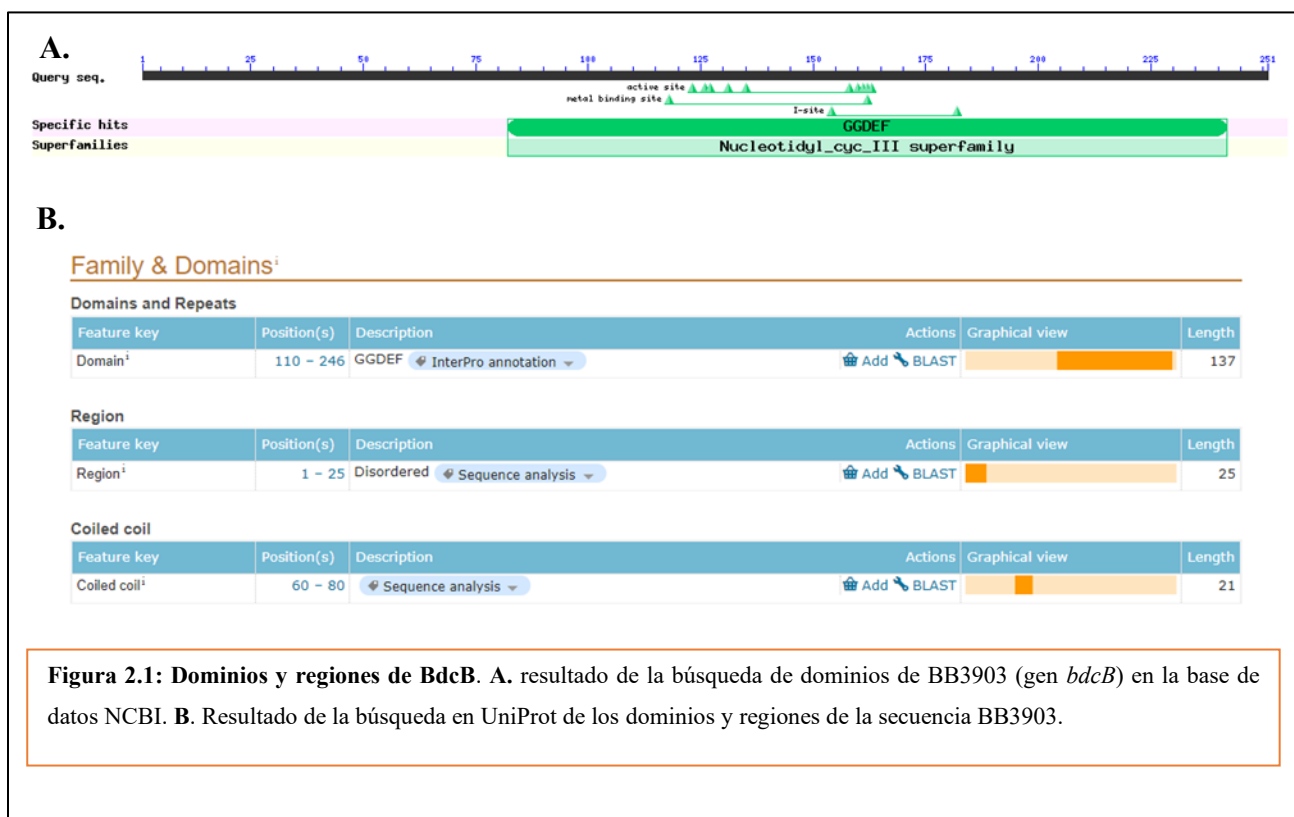 A.
1 25 50 75 100 125 150 175 200 225 251
Query seq.
active site
metal binding site
I-site
Specific hits GGDEF
Superfamilies Nucleotidyl_cyc_III superfamily
B.
Family & Domains i
Domains and Repeats
Feature key Position(s) Description Actions Graphical view Length
Domain i 110 – 246 GGDEF InterPro annotation Add BLAST 137
Region
Feature key Position(s) Description Actions Graphical view Length
Region i 1 – 25 Disordered Sequence analysis Add BLAST 25
Coiled coil
Feature key Position(s) Description Actions Graphical view Length
Coiled coil i 60 – 80 Sequence analysis Add BLAST 21
Figura 2.1: Dominios y regiones de BdcB. A. resultado de la búsqueda de dominios de BB3903 (gen bdcB) en la base de
datos NCBI. B. Resultado de la búsqueda en UniProt de los dominios y regiones de la secuencia BB3903.